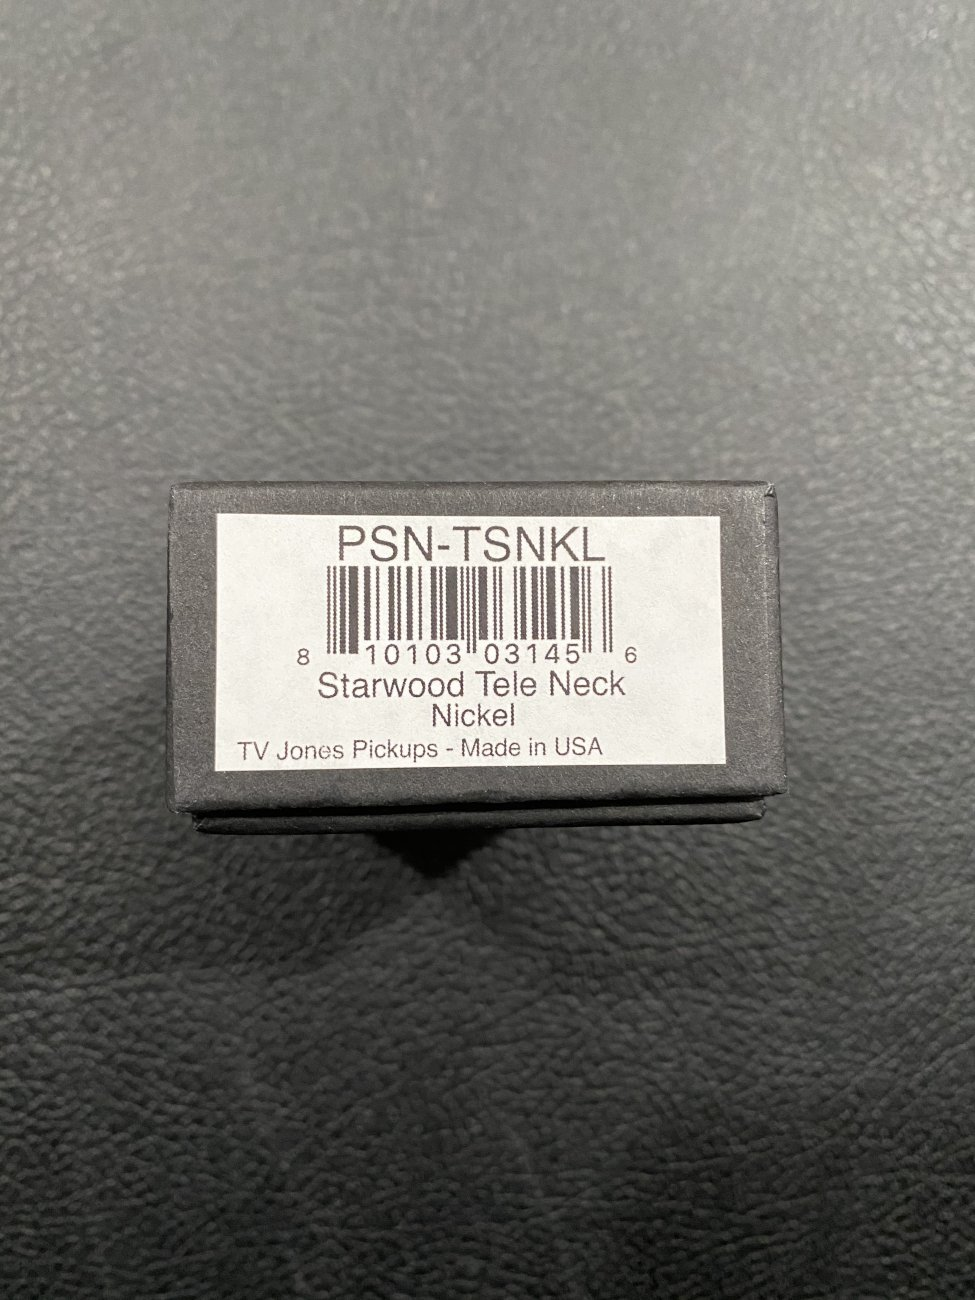 PSN-TSNKL
8 10103 03145 6
Starwood Tele Neck
Nickel
TV Jones Pickups - Made in USA